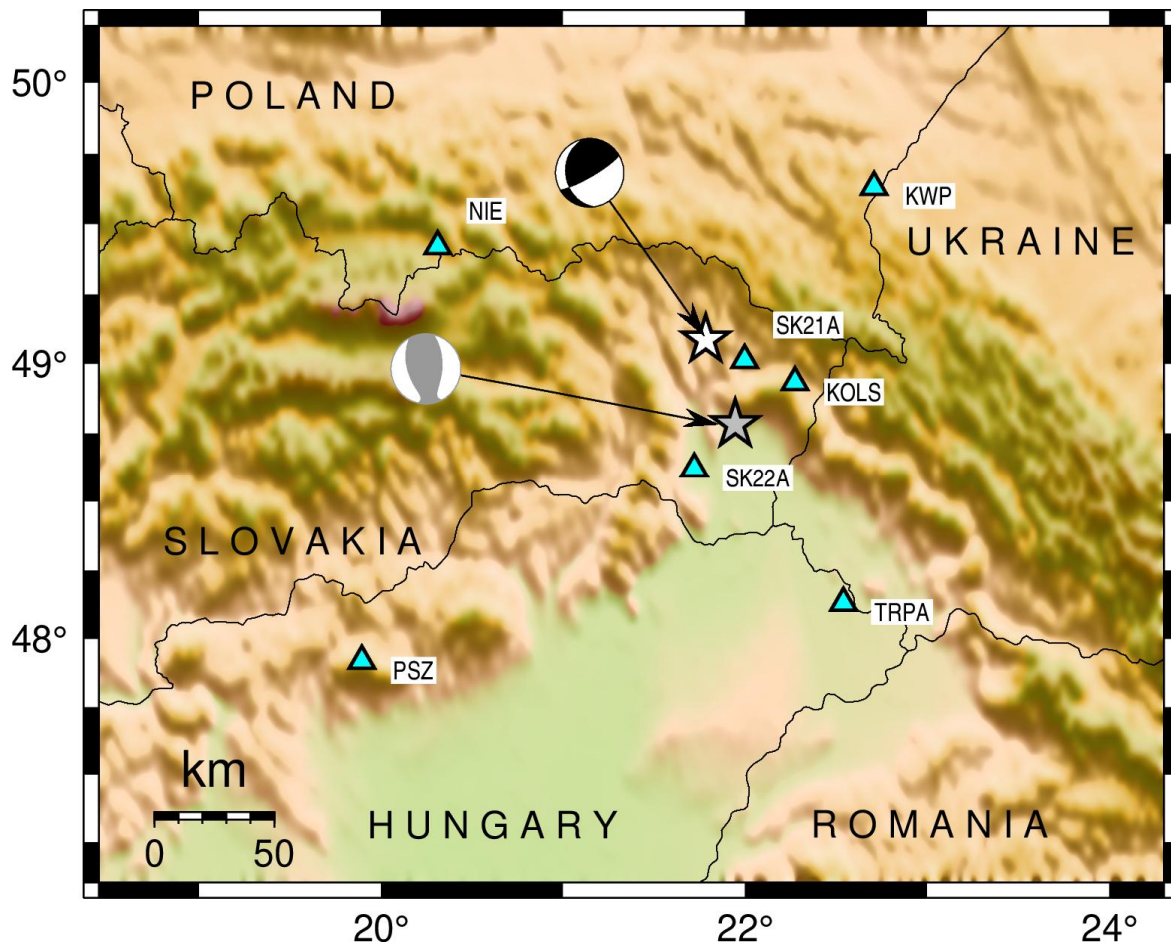 50°
POLAND
NIE
KWP
UKRAINE
SK21A
49°
KOLS
SK22A
SLOVAKIA
TRPA
48°
PSZ
km
0 50
HUNGARY
ROMANIA
20° 22° 24°